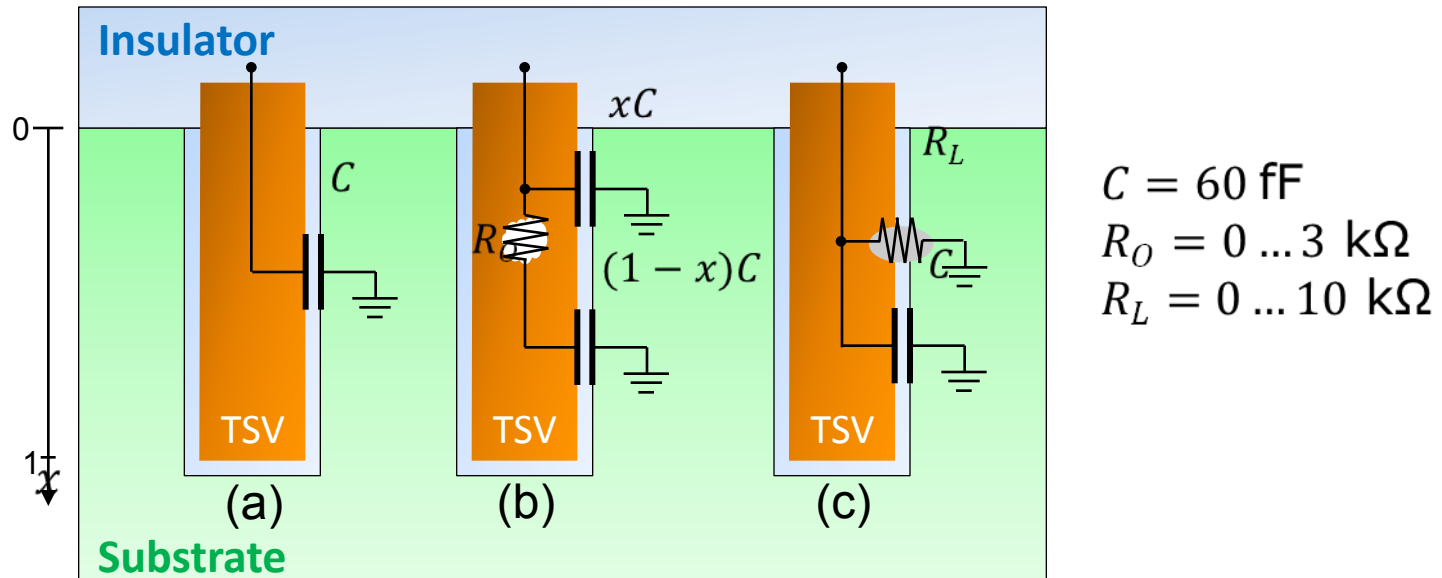 Insulator
0
C
xC
R_O
(1 − x)C
R_L
C
TSV
TSV
TSV
1
x
(a)
(b)
(c)
Substrate
C = 60 fF
R_O = 0 … 3 kΩ
R_L = 0 … 10 kΩ